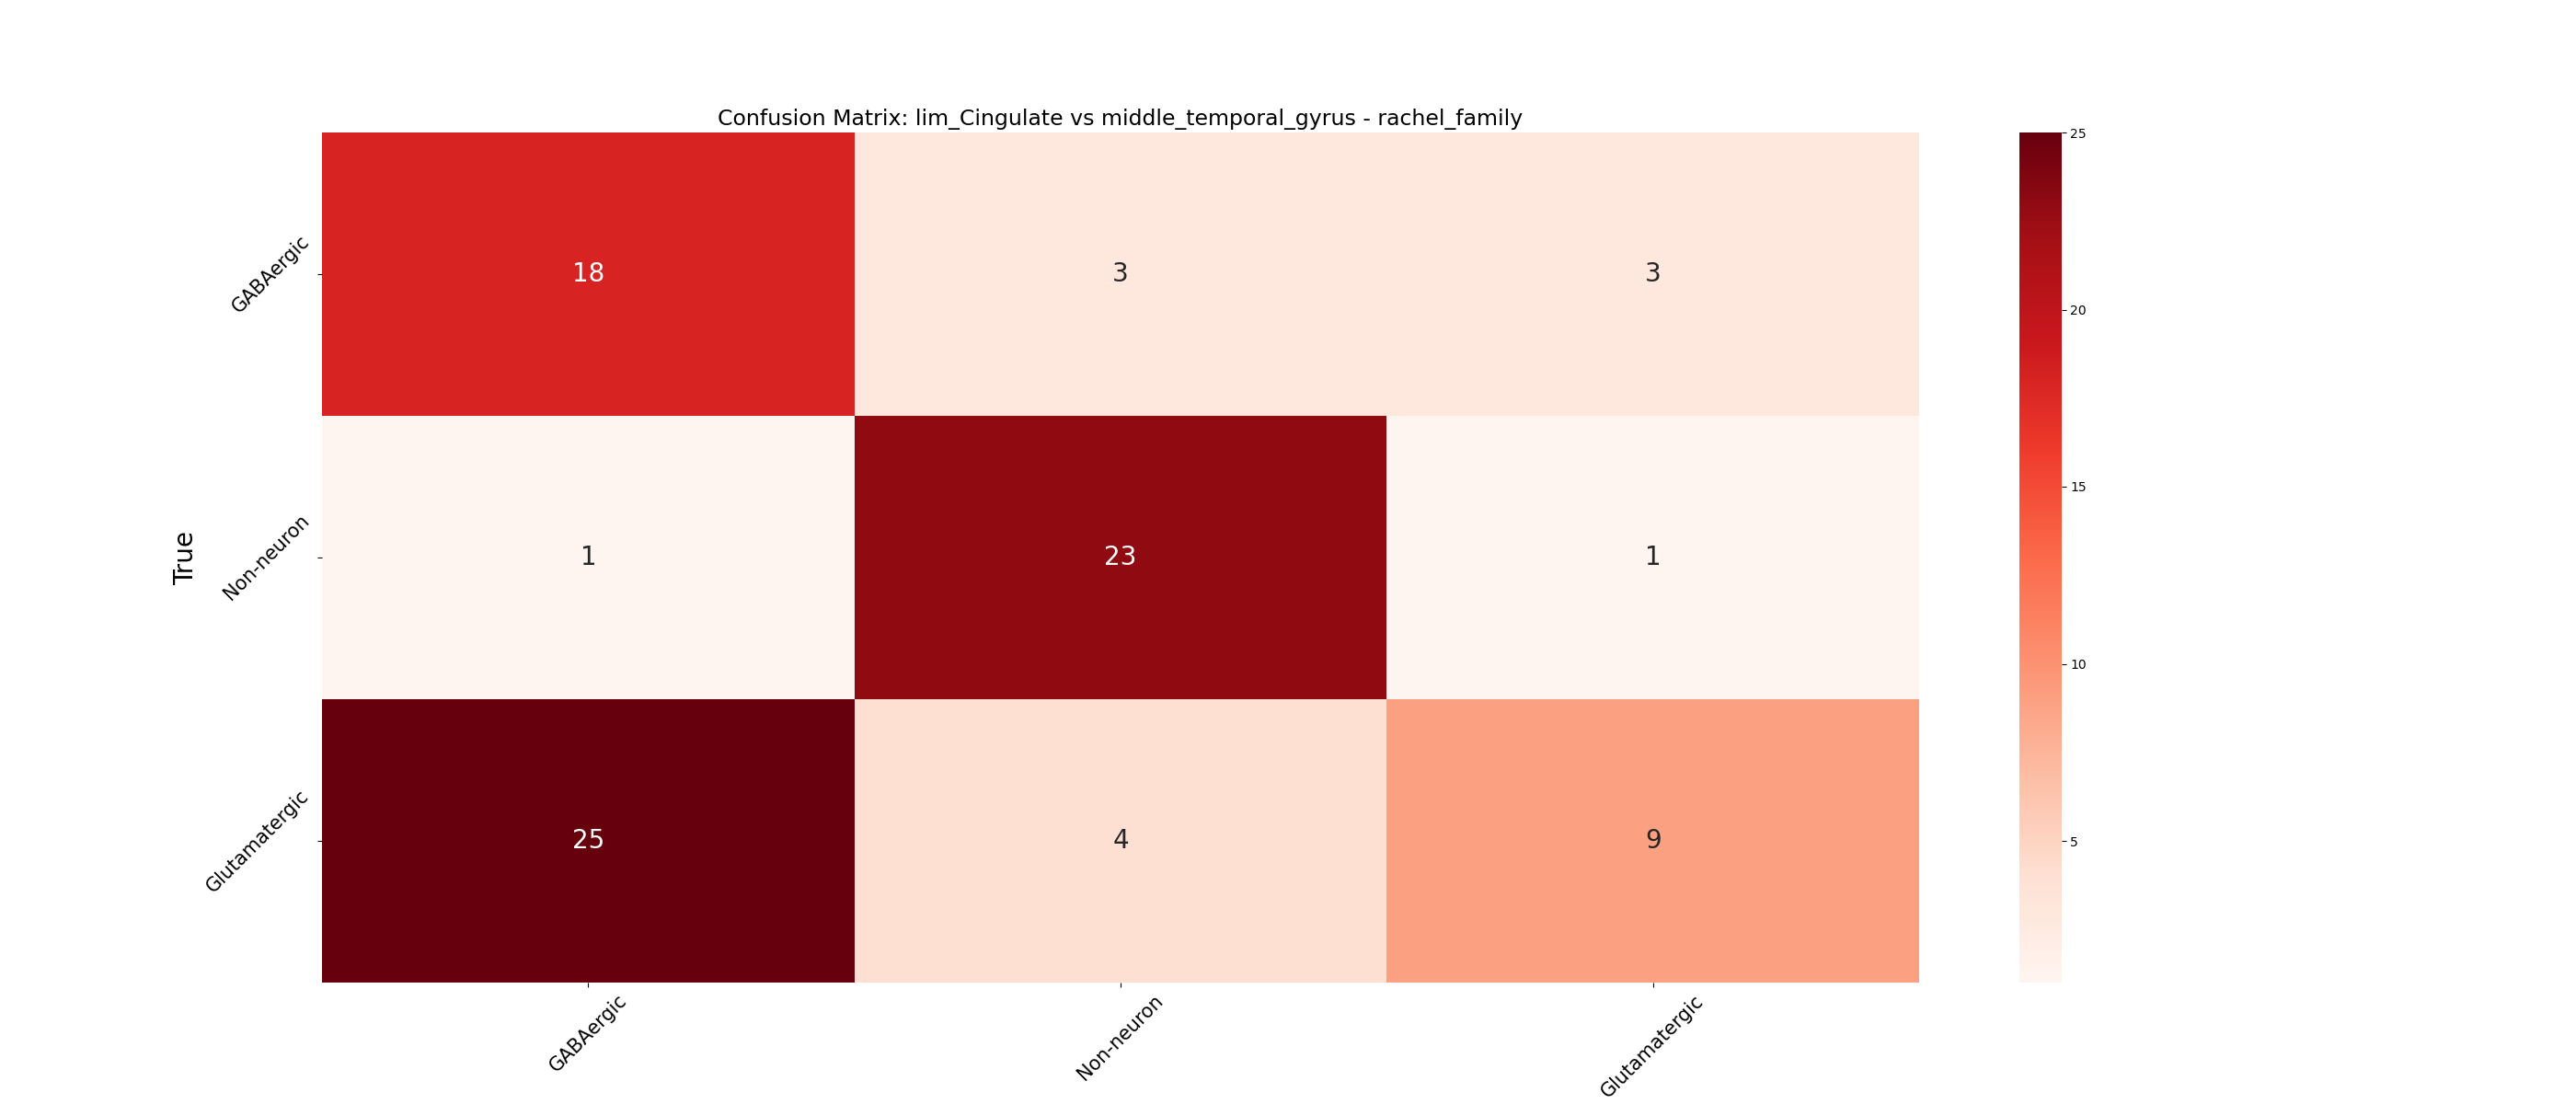 Confusion Matrix: lim_Cingulate vs middle_temporal_gyrus - rachel_family
True
GABAergic
18
3
3
Non-neuron
1
23
1
Glutamatergic
25
4
9
GABAergic
Non-neuron
Glutamatergic
25
20
15
10
5